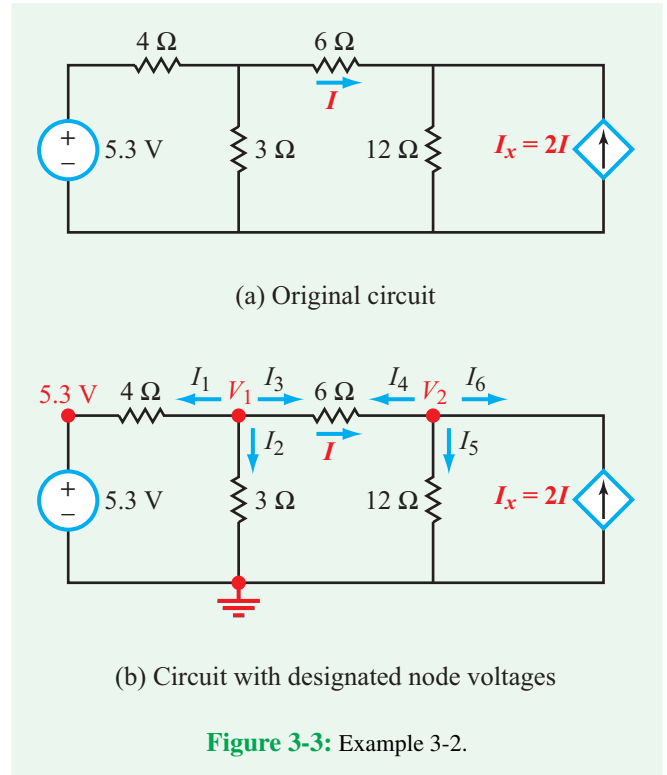 4 Ω 6 Ω
I
+
−
5.3 V 3 Ω 12 Ω Iₓ = 2I
(a) Original circuit
5.3 V 4 Ω I₁ V₁ I₃ 6 Ω I₄ V₂ I₆
I₂ I I₅
+
−
5.3 V 3 Ω 12 Ω Iₓ = 2I
(b) Circuit with designated node voltages
Figure 3-3: Example 3-2.